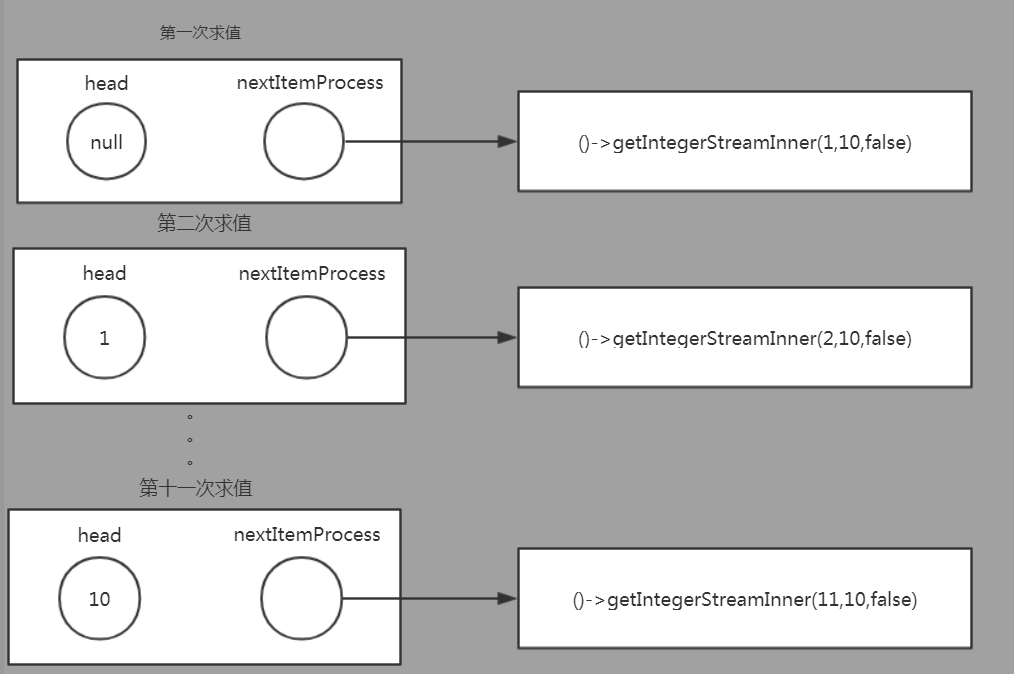 第一次求值
head nextItemProcess
null
()->getIntegerStreamInner(1,10,false)
第二次求值
head nextItemProcess
1
()->getIntegerStreamInner(2,10,false)
。
。
。
第十一次求值
head nextItemProcess
10
()->getIntegerStreamInner(11,10,false)